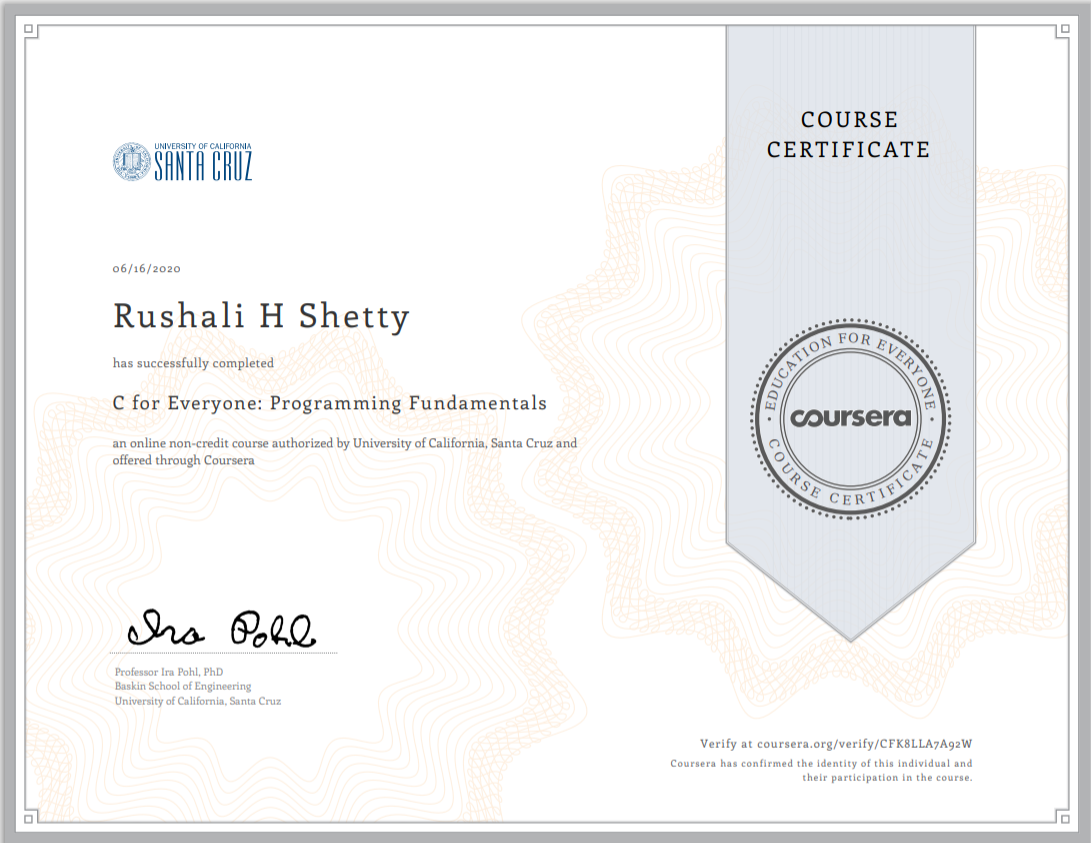 COURSE
CERTIFICATE
UNIVERSITY OF CALIFORNIA
SANTA CRUZ
06/16/2020
Rushali H Shetty
has successfully completed
C for Everyone: Programming Fundamentals
an online non-credit course authorized by University of California, Santa Cruz and
offered through Coursera
EDUCATION FOR EVERYONE
coursera
COURSE CERTIFICATE
Ira Pohl
Professor Ira Pohl, PhD
Baskin School of Engineering
University of California, Santa Cruz
Verify at coursera.org/verify/CFK8LLA7A92W
Coursera has confirmed the identity of this individual and
their participation in the course.